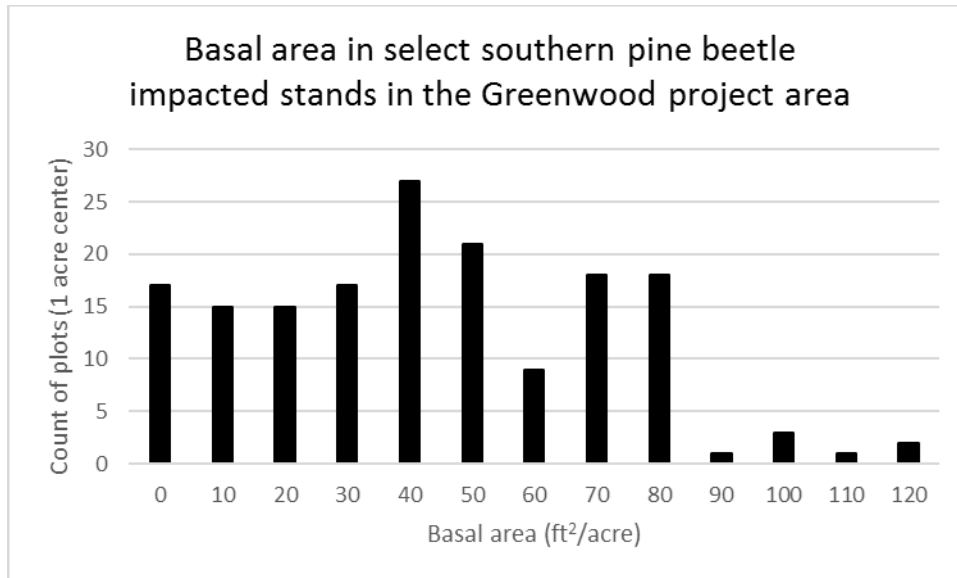 Basal area in select southern pine beetle
impacted stands in the Greenwood project area
Count of plots (1 acre center)
30
25
20
15
10
5
0
0 10 20 30 40 50 60 70 80 90 100 110 120
Basal area (ft²/acre)